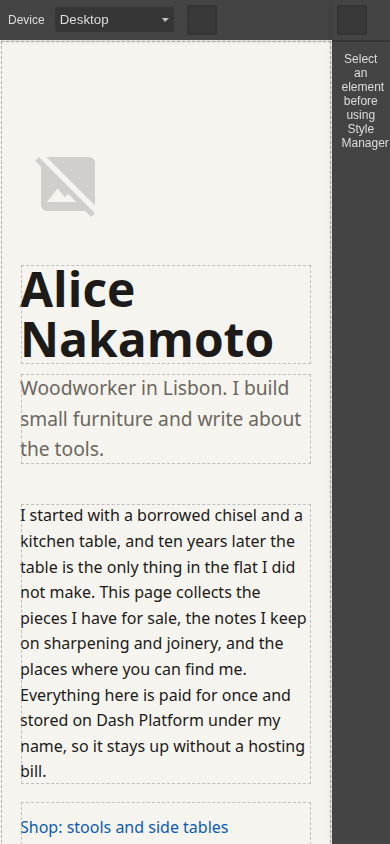 Device
Desktop
Select
an
element
before
using
Style
Manager
Alice
Nakamoto
Woodworker in Lisbon. I build
small furniture and write about
the tools.
I started with a borrowed chisel and a
kitchen table, and ten years later the
table is the only thing in the flat I did
not make. This page collects the
pieces I have for sale, the notes I keep
on sharpening and joinery, and the
places where you can find me.
Everything here is paid for once and
stored on Dash Platform under my
name, so it stays up without a hosting
bill.
Shop: stools and side tables